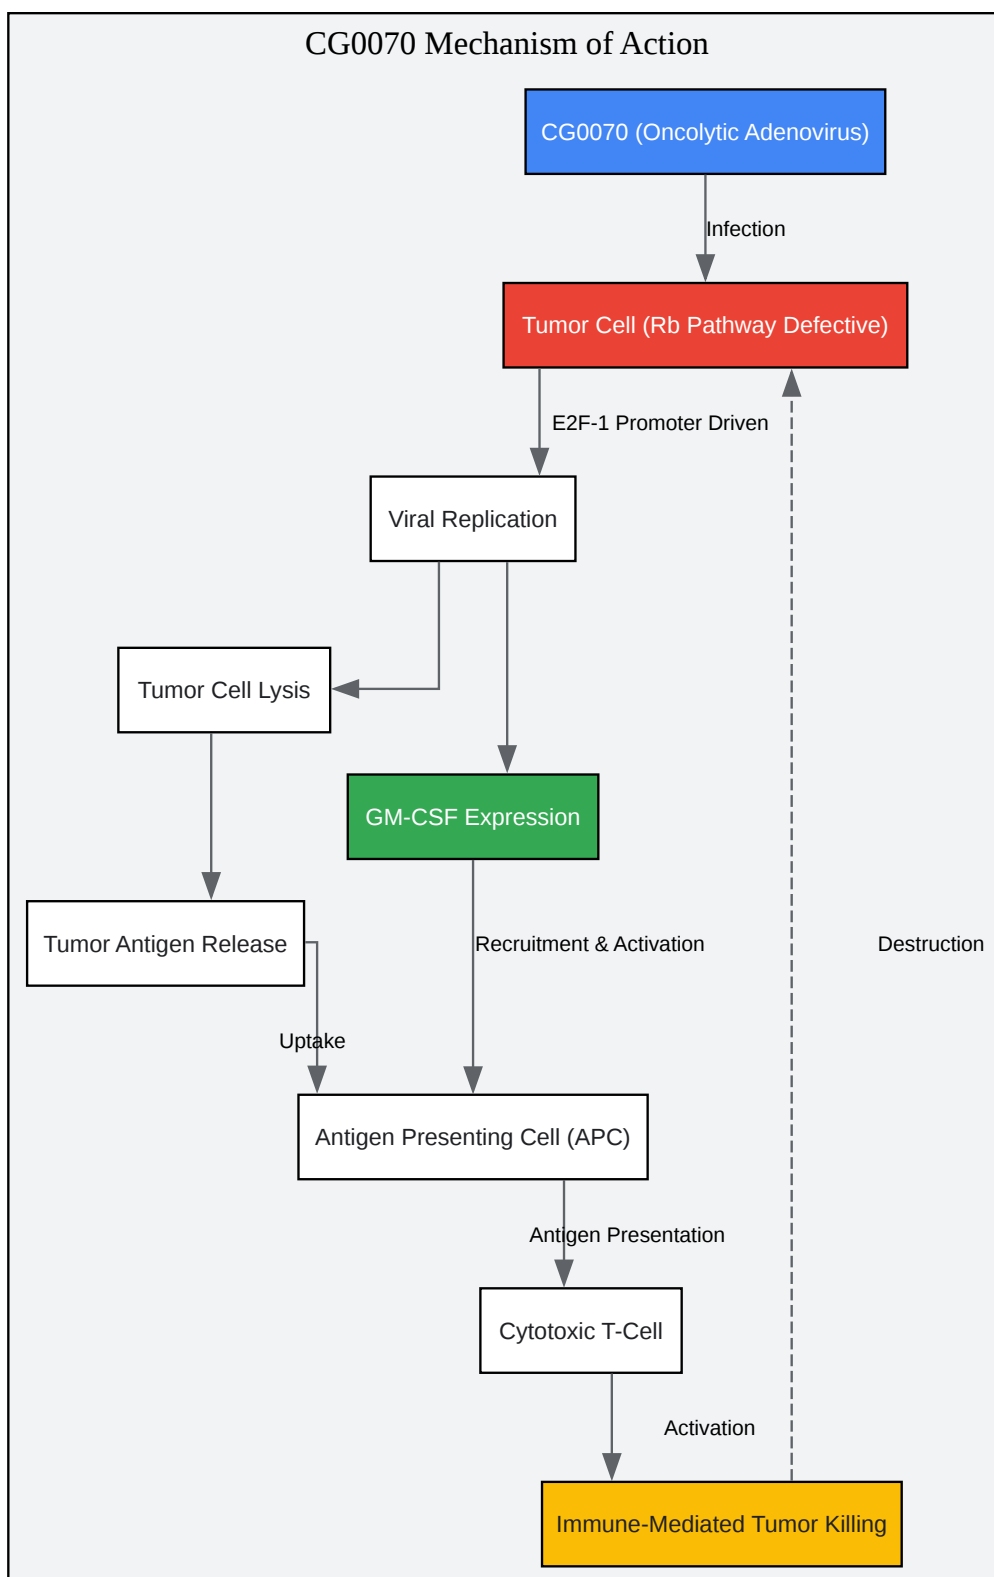 CG0070 Mechanism of Action
CG0070 (Oncolytic Adenovirus)
Infection
Tumor Cell (Rb Pathway Defective)
E2F-1 Promoter Driven
Viral Replication
Tumor Cell Lysis
GM-CSF Expression
Tumor Antigen Release
Recruitment & Activation
Destruction
Uptake
Antigen Presenting Cell (APC)
Antigen Presentation
Cytotoxic T-Cell
Activation
Immune-Mediated Tumor Killing